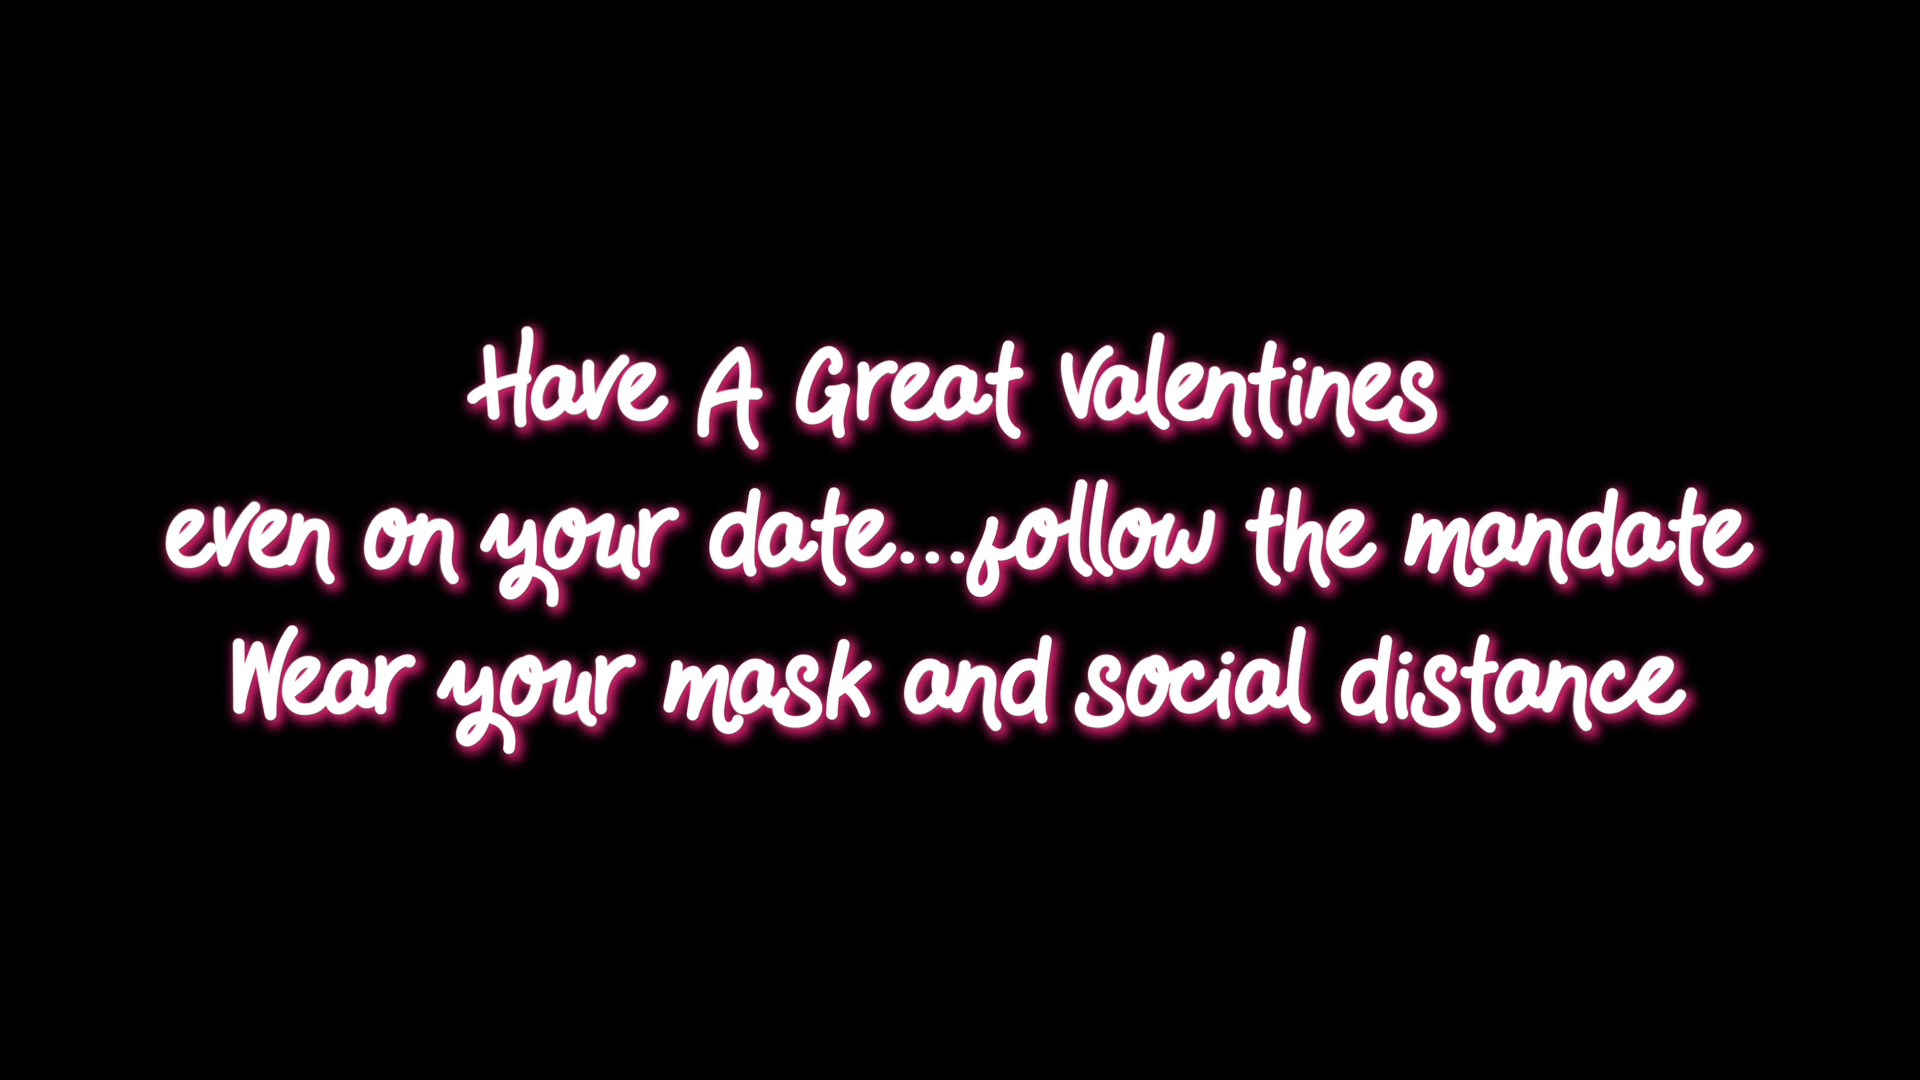 Have A Great Valentines
even on your date...follow the mandate
Wear your mask and social distance